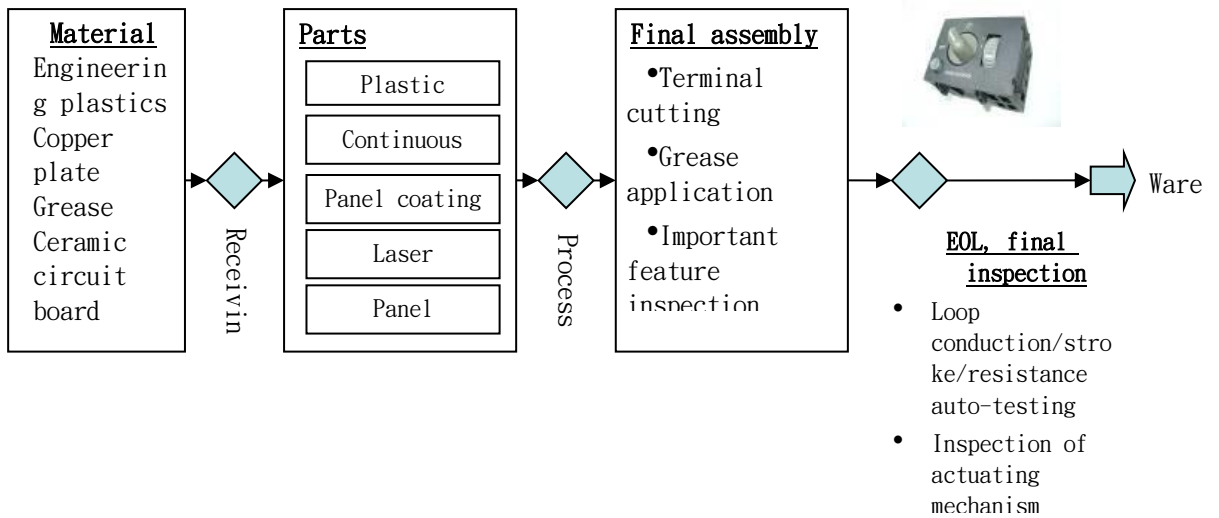 Material
Engineerin
g plastics
Copper
plate
Grease
Ceramic
circuit
board
Receivin
Parts
Plastic
Continuous
Panel coating
Laser
Panel
Process
Final assembly
•Terminal
cutting
•Grease
application
•Important
feature
inspection
Ware
EOL, final
inspection
• Loop
conduction/stro
ke/resistance
auto-testing
• Inspection of
actuating
mechanism